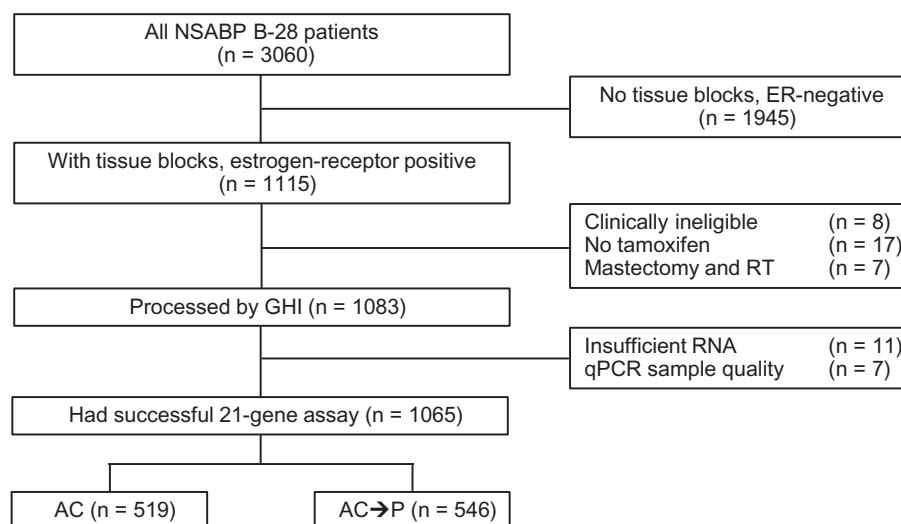 All NSABP B-28 patients
(n = 3060)
No tissue blocks, ER-negative
(n = 1945)
With tissue blocks, estrogen-receptor positive
(n = 1115)
Clinically ineligible (n = 8)
No tamoxifen (n = 17)
Mastectomy and RT (n = 7)
Processed by GHI (n = 1083)
Insufficient RNA (n = 11)
qPCR sample quality (n = 7)
Had successful 21-gene assay (n = 1065)
AC (n = 519)
AC➔P (n = 546)